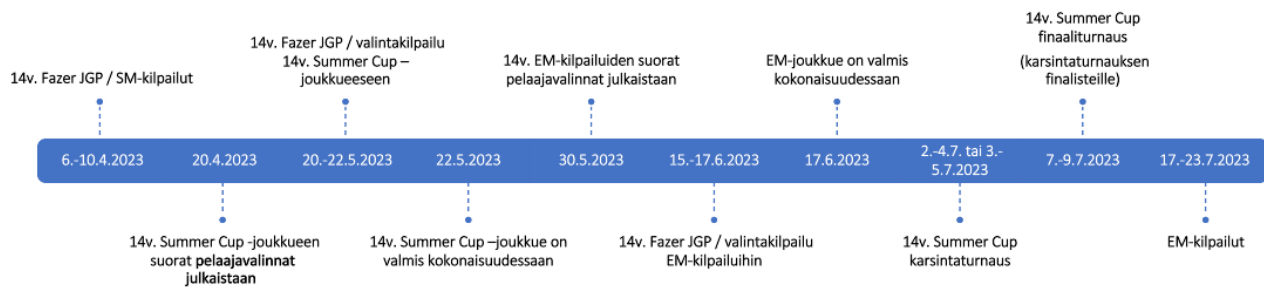 14v. Fazer JGP / SM-kilpailut
14v. Fazer JGP / valintakilpailu
14v. Summer Cup –
joukkueeseen
14v. EM-kilpailuiden suorat
pelaajavalinnat julkaistaan
EM-joukkue on valmis
kokonaisuudessaan
14v. Summer Cup
finaaliturnaus
(karsintaturnauksen
finalisteille)
6.-10.4.2023
20.4.2023
20.-22.5.2023
22.5.2023
30.5.2023
15.-17.6.2023
17.6.2023
2.-4.7. tai 3.-
5.7.2023
7.-9.7.2023
17.-23.7.2023
14v. Summer Cup -joukkueen
suorat pelaajavalinnat
julkaistaan
14v. Summer Cup –joukkue on
valmis kokonaisuudessaan
14v. Fazer JGP / valintakilpailu
EM-kilpailuihin
14v. Summer Cup
karsintaturnaus
EM-kilpailut